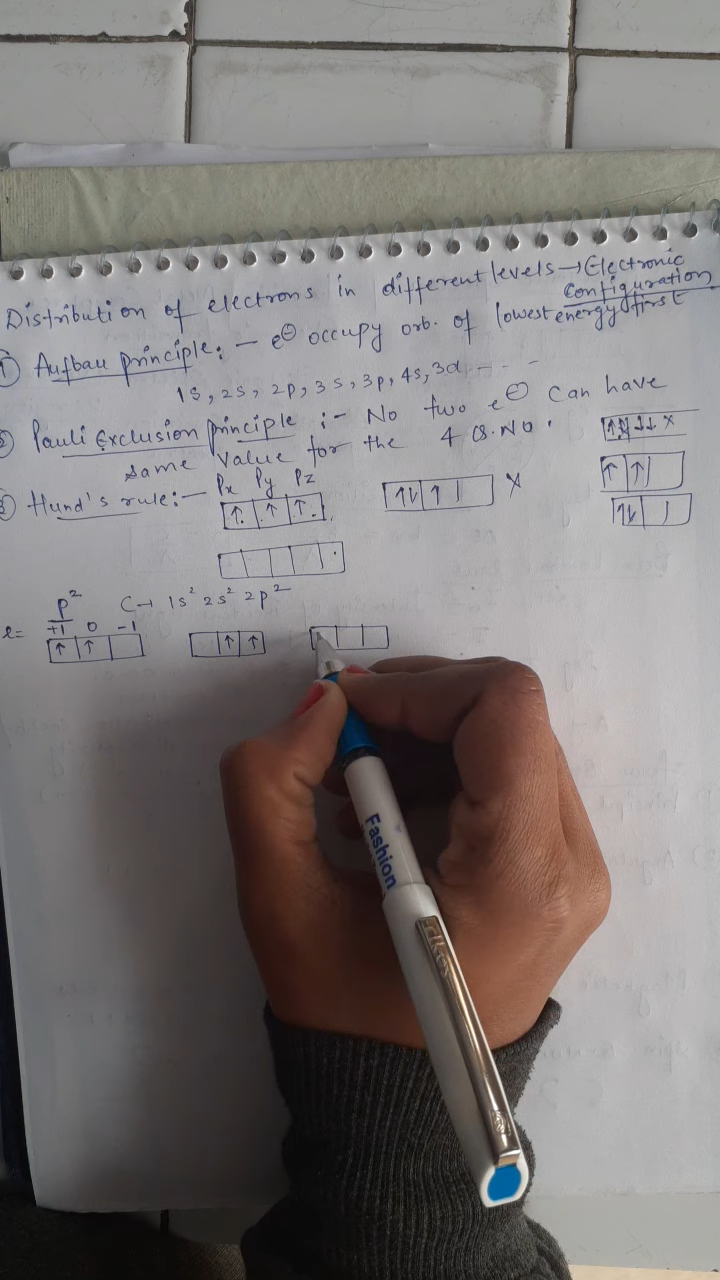 Distribution of electrons in different levels → Electronic
Configuration
① Aufbau principle :- e⊖ occupy orb. of lowest energy first
1s, 2s, 2p, 3s, 3p, 4s, 3d - - - -
Pauli Exclusion principle :- No two e⊖ can have
same value for the 4 Q.No.
↑↓↓↓ x
③ Hund's rule :- Px Py Pz
↑ ↑ ↑
↑↓ ↑ X
↑ ↑
↑↓
p² C → 1s² 2s² 2p²
l= +1 0 -1
↑ ↑
↑ ↑
Fashion